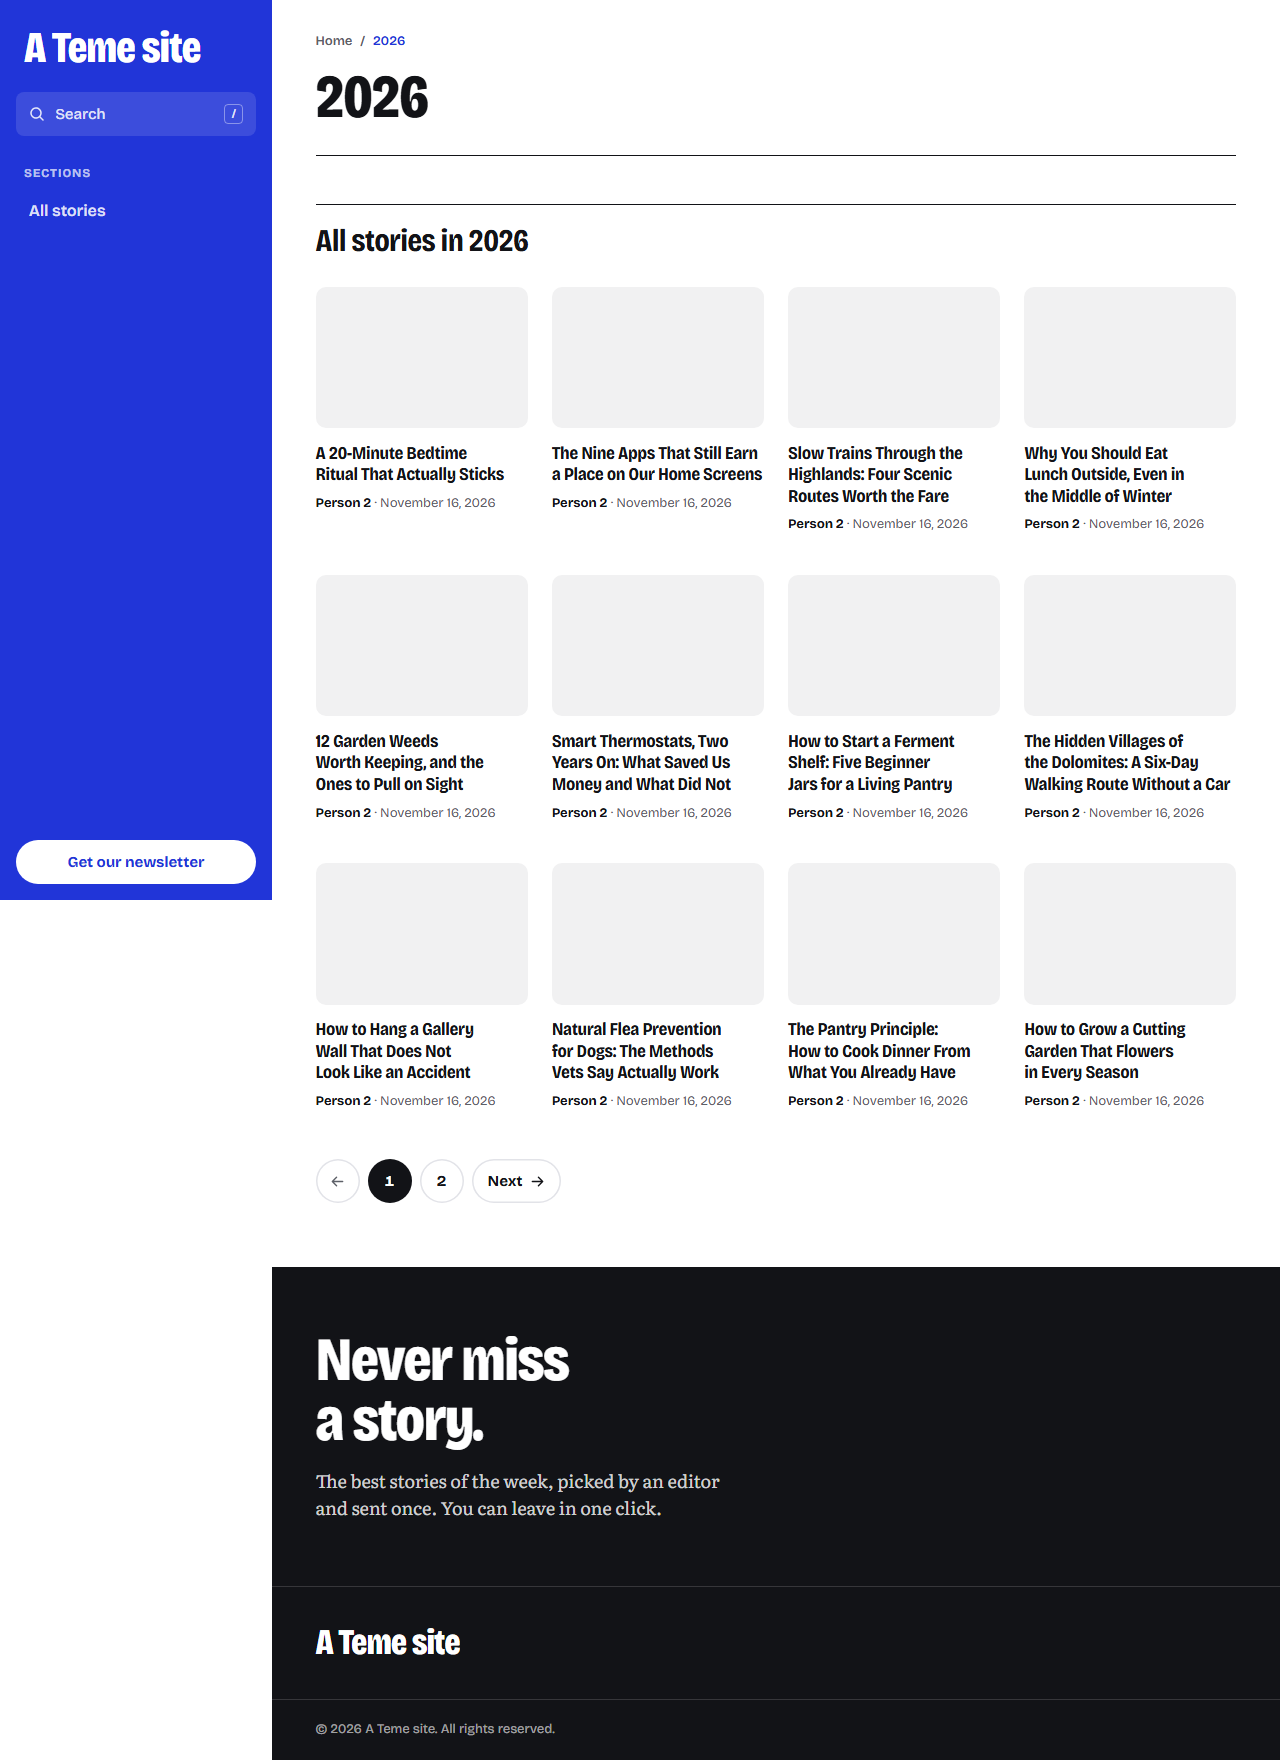 A Teme site
Search
/
SECTIONS
All stories
Get our newsletter
Home / 2026
2026
All stories in 2026
A 20-Minute Bedtime
Ritual That Actually Sticks
Person 2 · November 16, 2026
The Nine Apps That Still Earn
a Place on Our Home Screens
Person 2 · November 16, 2026
Slow Trains Through the
Highlands: Four Scenic
Routes Worth the Fare
Person 2 · November 16, 2026
Why You Should Eat
Lunch Outside, Even in
the Middle of Winter
Person 2 · November 16, 2026
12 Garden Weeds
Worth Keeping, and the
Ones to Pull on Sight
Person 2 · November 16, 2026
Smart Thermostats, Two
Years On: What Saved Us
Money and What Did Not
Person 2 · November 16, 2026
How to Start a Ferment
Shelf: Five Beginner
Jars for a Living Pantry
Person 2 · November 16, 2026
The Hidden Villages of
the Dolomites: A Six-Day
Walking Route Without a Car
Person 2 · November 16, 2026
How to Hang a Gallery
Wall That Does Not
Look Like an Accident
Person 2 · November 16, 2026
Natural Flea Prevention
for Dogs: The Methods
Vets Say Actually Work
Person 2 · November 16, 2026
The Pantry Principle:
How to Cook Dinner From
What You Already Have
Person 2 · November 16, 2026
How to Grow a Cutting
Garden That Flowers
in Every Season
Person 2 · November 16, 2026
← 1 2 Next →
Never miss
a story.
The best stories of the week, picked by an editor
and sent once. You can leave in one click.
A Teme site
© 2026 A Teme site. All rights reserved.